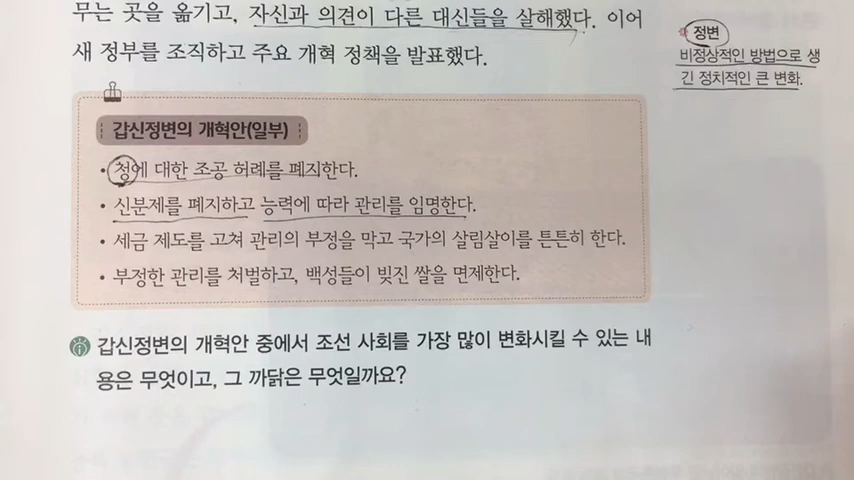 무는 곳을 옮기고, 자신과 의견이 다른 대신들을 살해했다. 이어
새 정부를 조직하고 주요 개혁 정책을 발표했다.
정변
비정상적인 방법으로 생
긴 정치적인 큰 변화.
갑신정변의 개혁안(일부)
• 청에 대한 조공 허례를 폐지한다.
• 신분제를 폐지하고 능력에 따라 관리를 임명한다.
• 세금 제도를 고쳐 관리의 부정을 막고 국가의 살림살이를 튼튼히 한다.
• 부정한 관리를 처벌하고, 백성들이 빚진 쌀을 면제한다.
갑신정변의 개혁안 중에서 조선 사회를 가장 많이 변화시킬 수 있는 내
용은 무엇이고, 그 까닭은 무엇일까요?